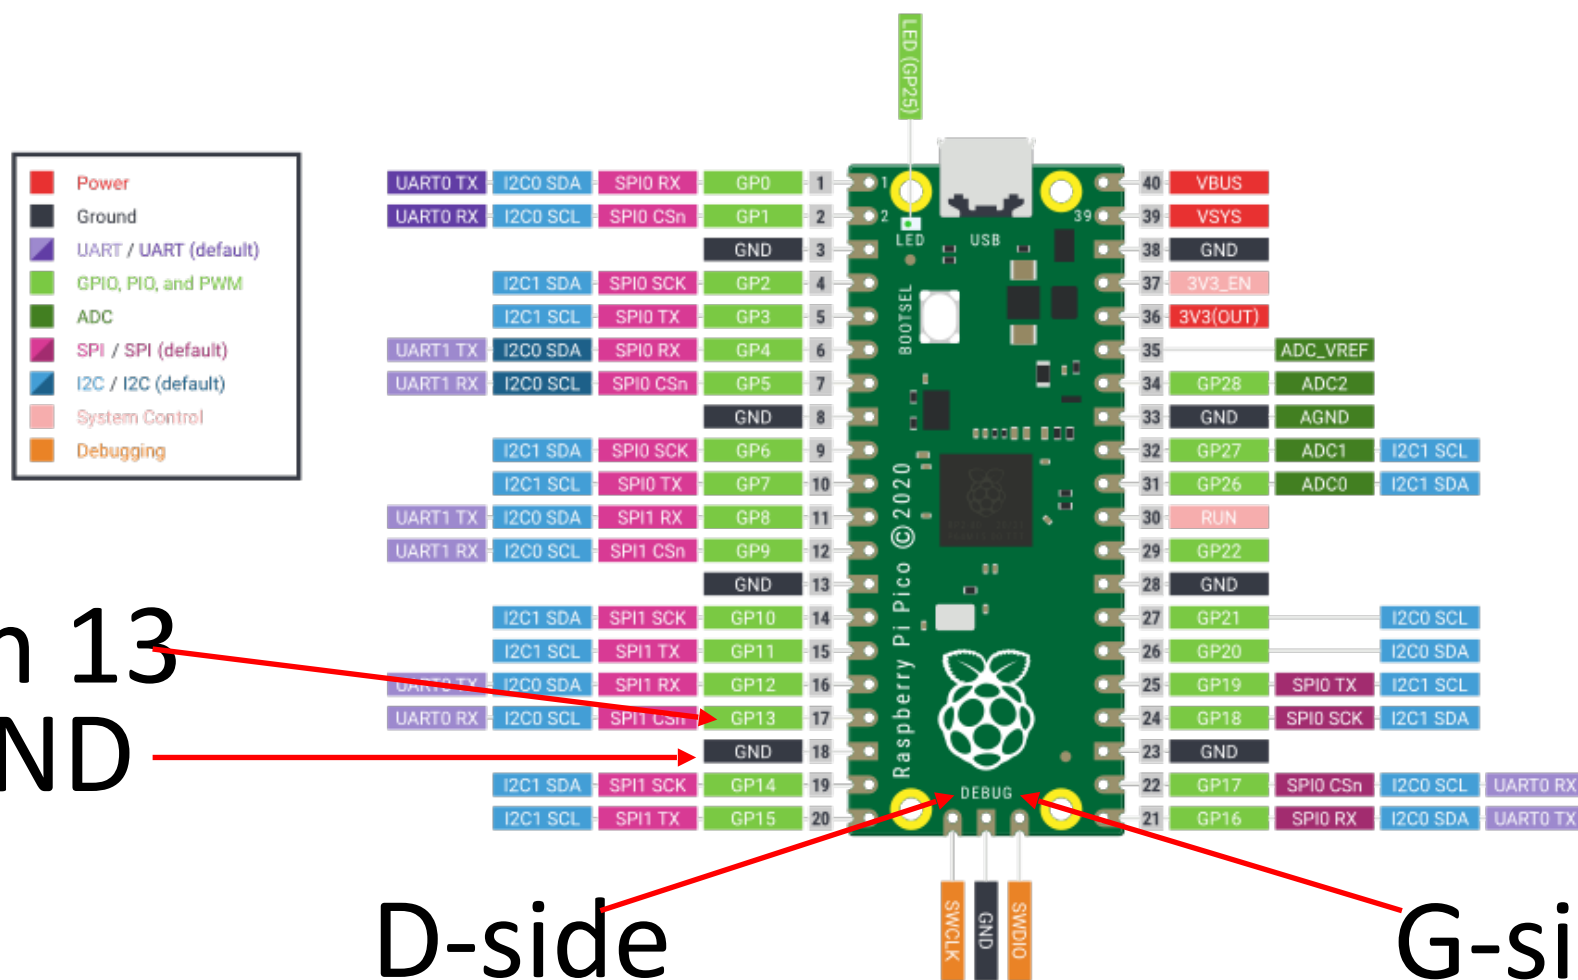 LED (GP25)
Power
Ground
UART / UART (default)
GPIO, PIO, and PWM
ADC
SPI / SPI (default)
I2C / I2C (default)
System Control
Debugging
UART0 TX I2C0 SDA SPI0 RX GP0 1 1 40 VBUS
UART0 RX I2C0 SCL SPI0 CSn GP1 2 2 39 39 VSYS
LED USB
GND 3 38 GND
I2C1 SDA SPI0 SCK GP2 4 37 3V3_EN
I2C1 SCL SPI0 TX GP3 5 36 3V3(OUT)
BOOTSEL
UART1 TX I2C0 SDA SPI0 RX GP4 6 35 ADC_VREF
UART1 RX I2C0 SCL SPI0 CSn GP5 7 34 GP28 ADC2
GND 8 33 GND AGND
I2C1 SDA SPI0 SCK GP6 9 32 GP27 ADC1 I2C1 SCL
I2C1 SCL SPI0 TX GP7 10 31 GP26 ADC0 I2C1 SDA
UART1 TX I2C0 SDA SPI1 RX GP8 11 30 RUN
UART1 RX I2C0 SCL SPI1 CSn GP9 12 29 GP22
GND 13 28 GND
Raspberry Pi Pico © 2020
I2C1 SDA SPI1 SCK GP10 14 27 GP21 I2C0 SCL
n 13
I2C1 SCL SPI1 TX GP11 15 26 GP20 I2C0 SDA
UART0 TX I2C0 SDA SPI1 RX GP12 16 25 GP19 SPI0 TX I2C1 SCL
UART0 RX I2C0 SCL SPI1 CSn GP13 17 24 GP18 SPI0 SCK I2C1 SDA
ND
GND 18 23 GND
I2C1 SDA SPI1 SCK GP14 19 22 GP17 SPI0 CSn I2C0 SCL UART0 RX
DEBUG
I2C1 SCL SPI1 TX GP15 20 21 GP16 SPI0 RX I2C0 SDA UART0 TX
SWCLK GND SWDIO
D-side G-si